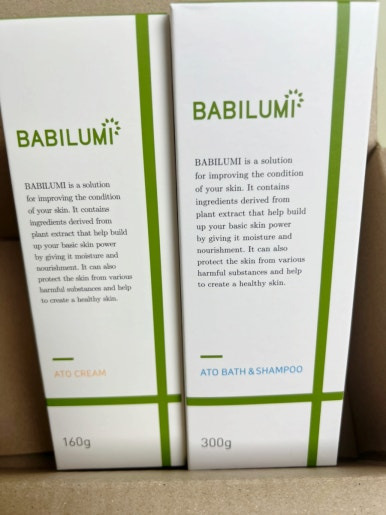 BABILUMI
BABILUMI is a solution
for improving the condition
of your skin. It contains
ingredients derived from
plant extract that help build
up your basic skin power
by giving it moisture and
nourishment. It can also
protect the skin from various
harmful substances and help
to create a healthy skin.
ATO CREAM
160g
BABILUMI
BABILUMI is a solution
for improving the condition
of your skin. It contains
ingredients derived from
plant extract that help build
up your basic skin power
by giving it moisture and
nourishment. It can also
protect the skin from various
harmful substances and help
to create a healthy skin.
ATO BATH & SHAMPOO
300g